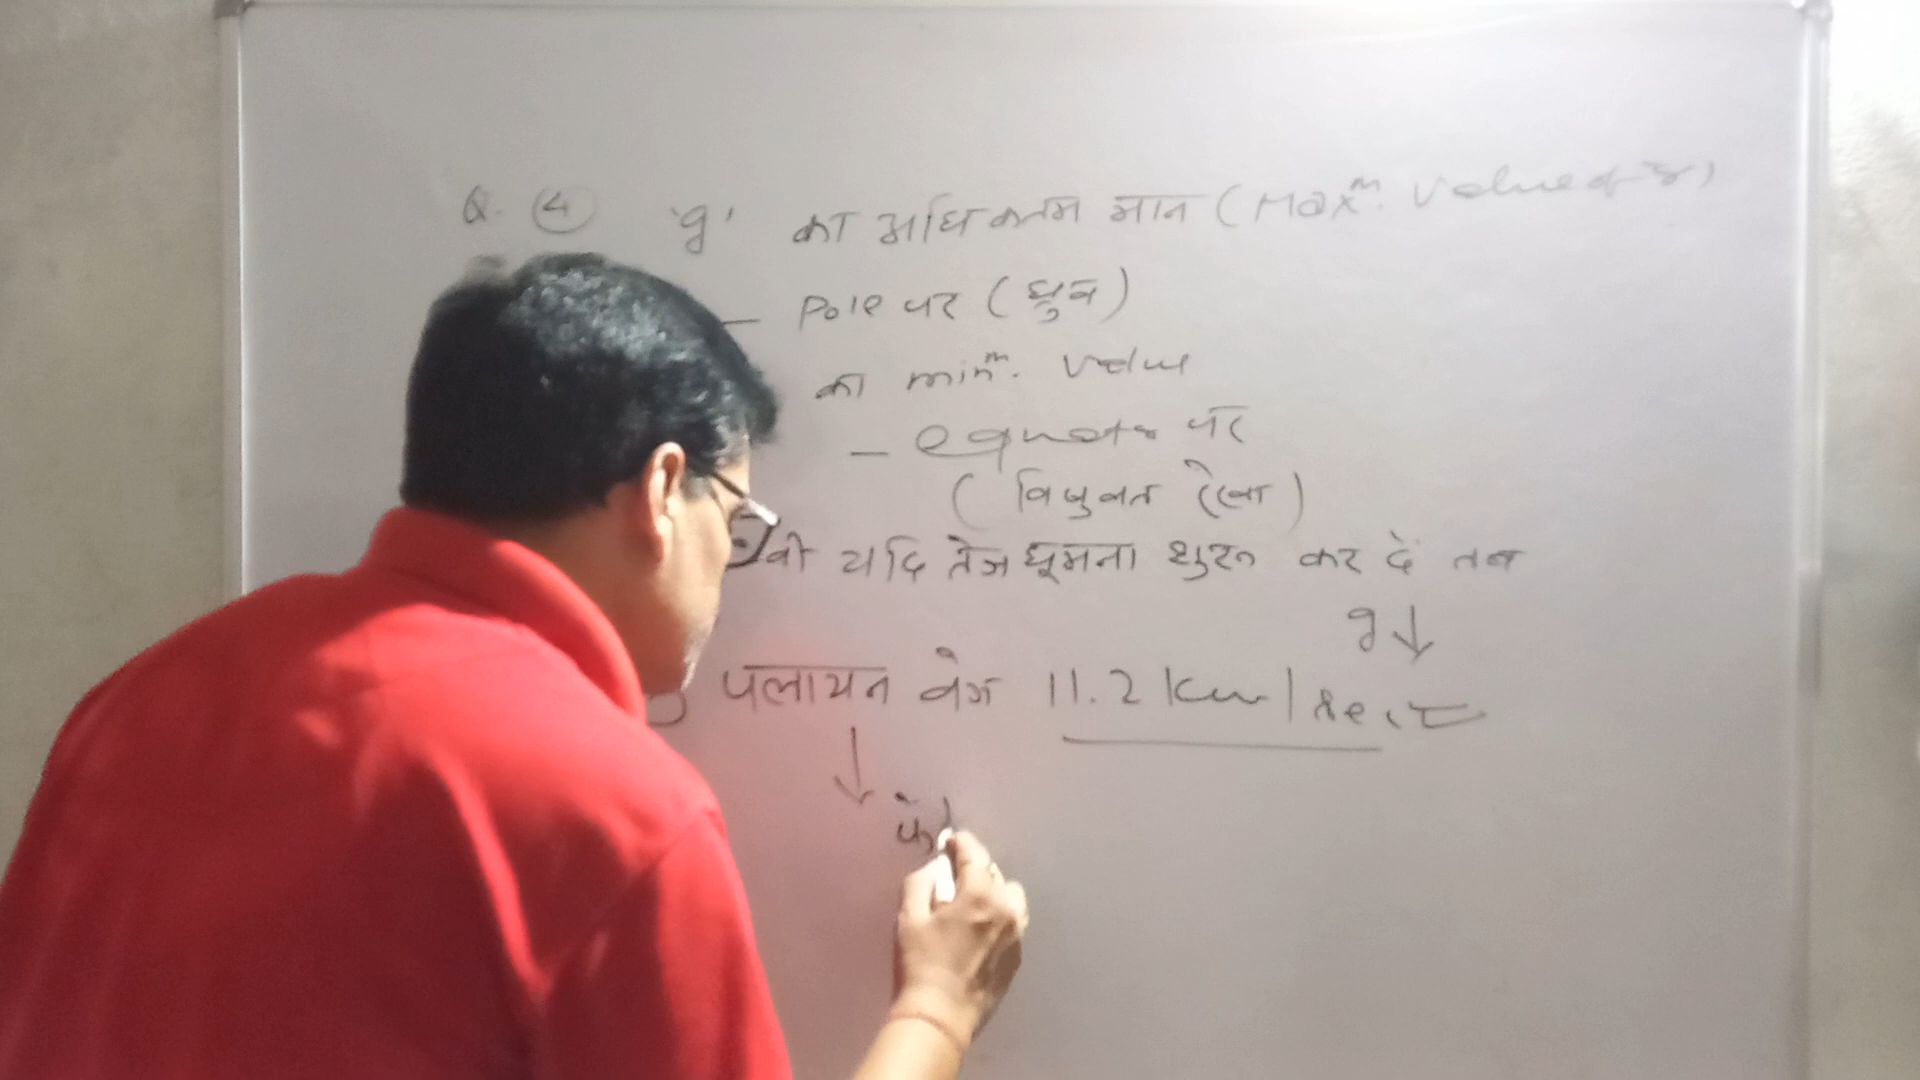 Q. 4 'g' का अधिकतम मान (Maxᵐ. value of g)
— Pole पर (ध्रुव)
का minᵐ. value
— equator पर
(विषुवत रेखा)
वी यदि तेज घूमना शुरू कर दे तब
g↓
पलायन वेग 11.2 Km/sec
↓